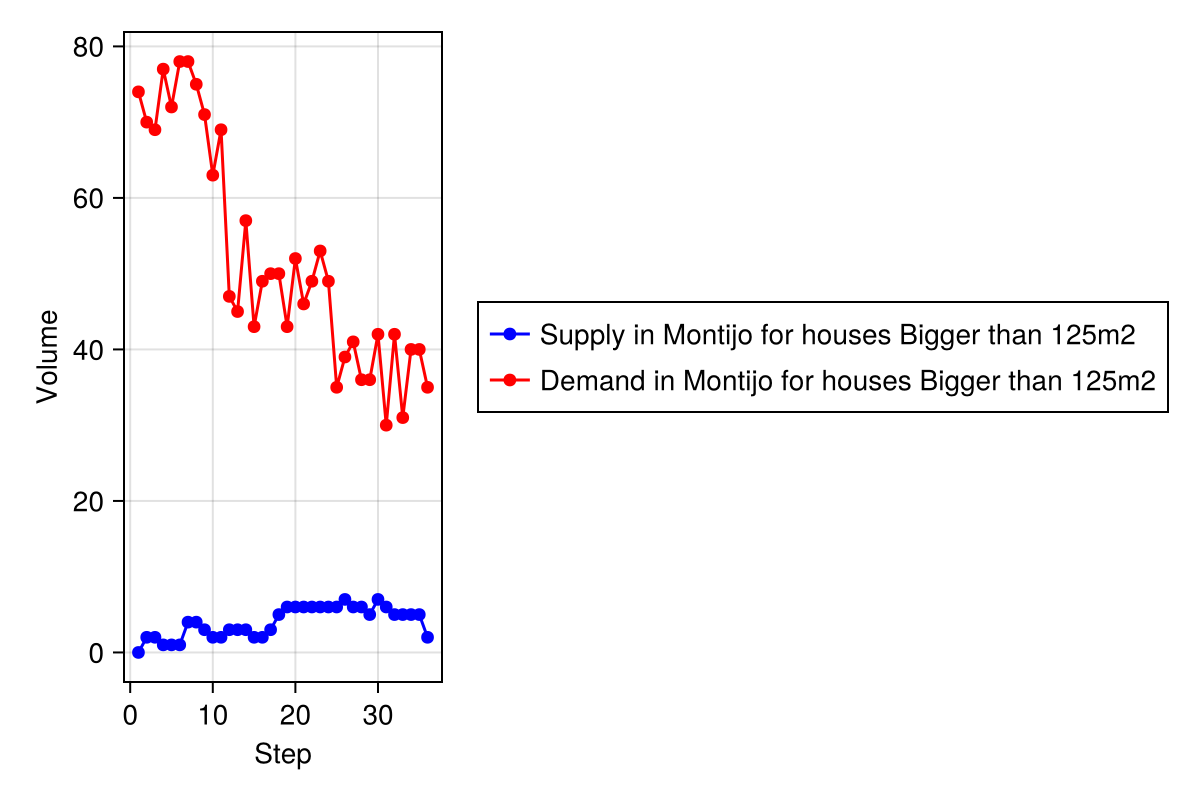 80
60
40
20
0
Volume
0 10 20 30
Step
Supply in Montijo for houses Bigger than 125m2
Demand in Montijo for houses Bigger than 125m2